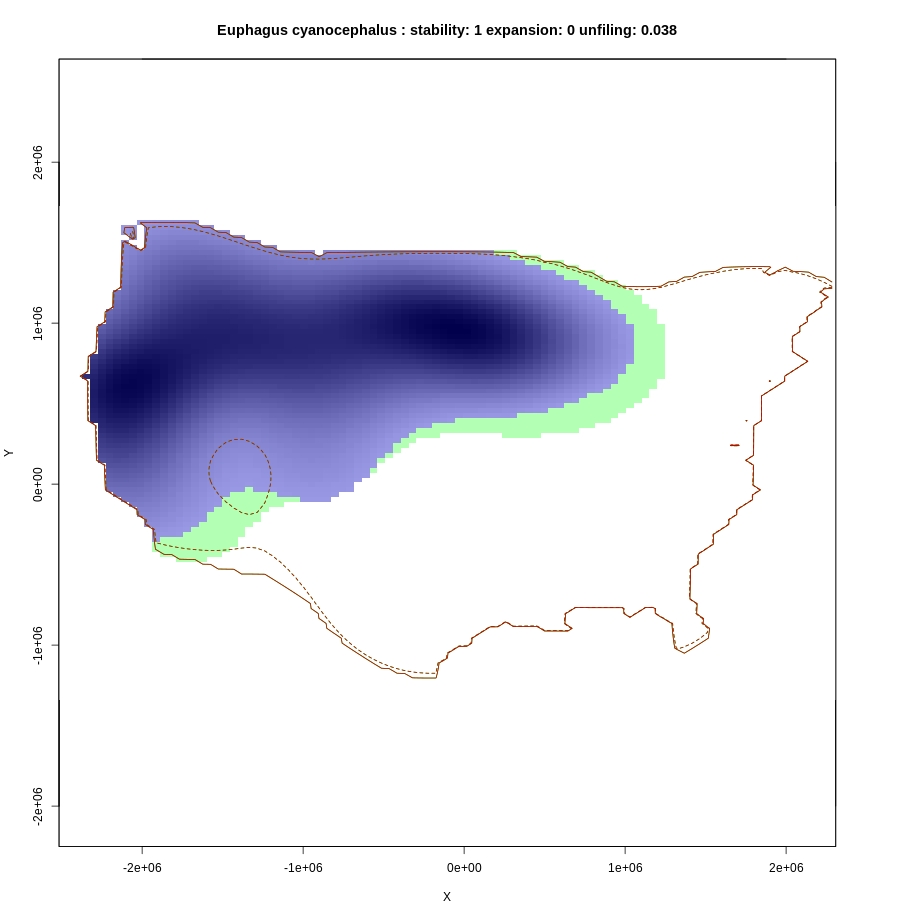 Euphagus cyanocephalus : stability: 1 expansion: 0 unfiling: 0.038
2e+06
1e+06
0e+00
-1e+06
-2e+06
Y
-2e+06 -1e+06 0e+00 1e+06 2e+06
X